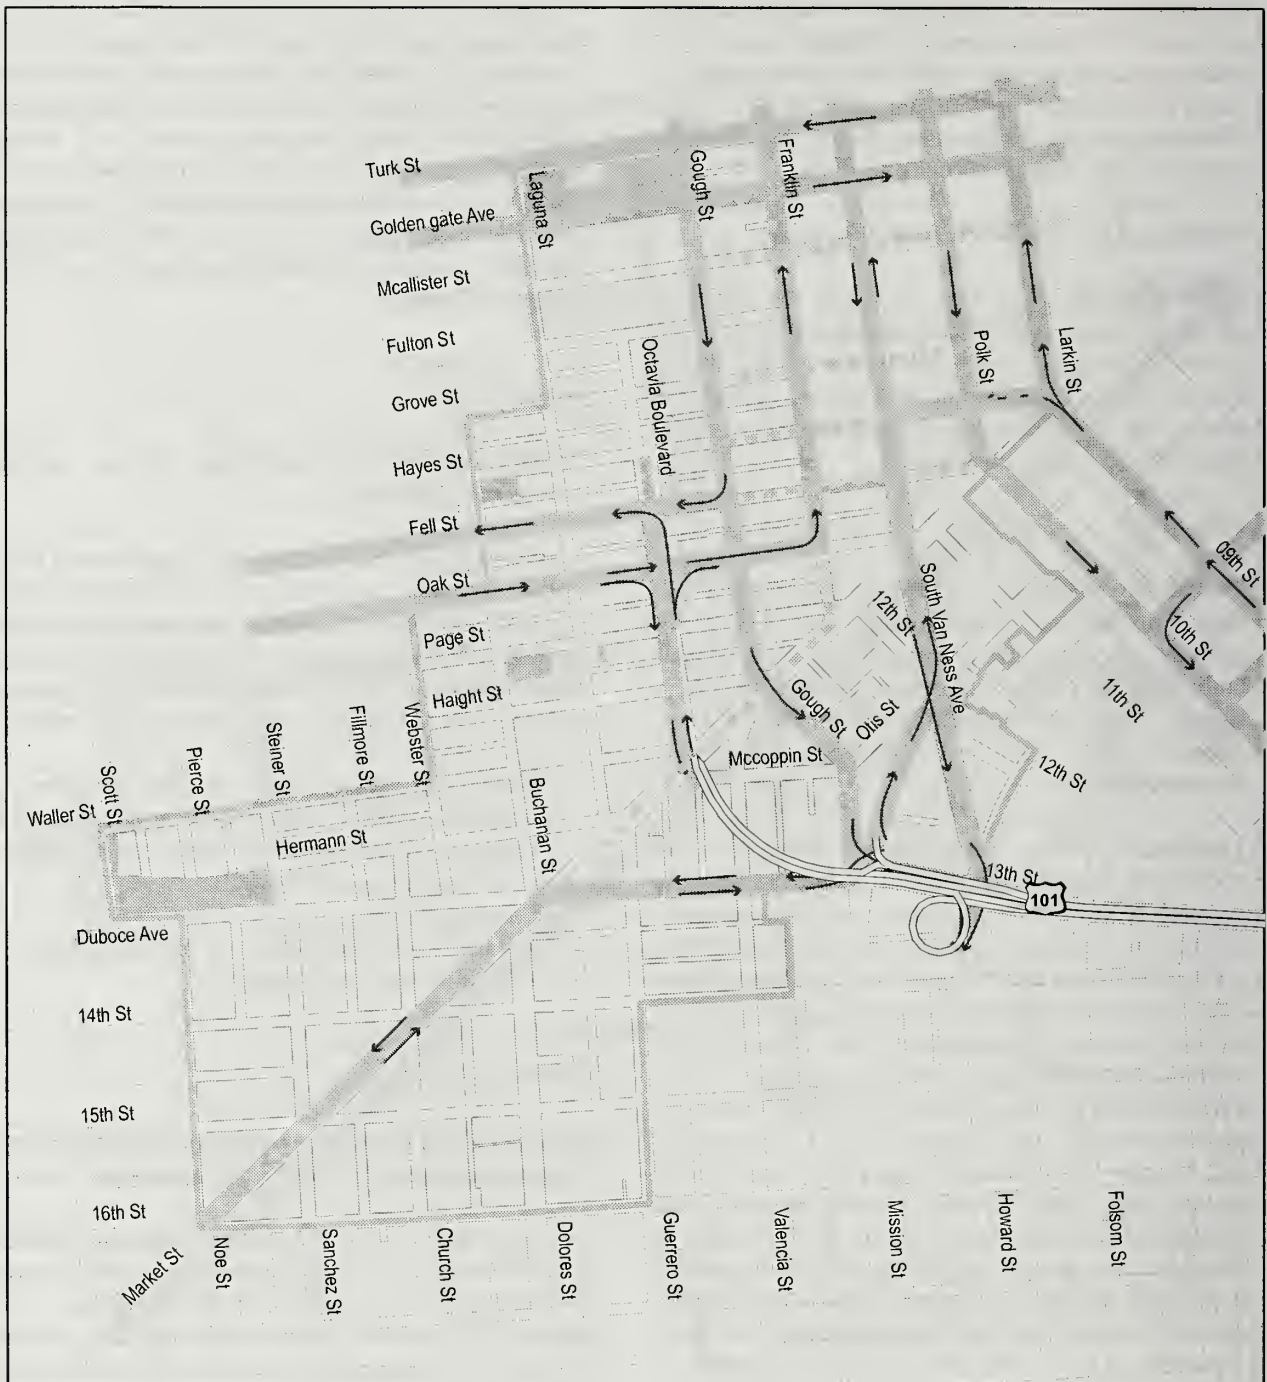 Turk St
Golden gate Ave
Mcallister St
Fulton St
Grove St
Hayes St
Fell St
Oak St
Page St
Haight St
Laguna St
Gough St
Franklin St
Octavia Boulevard
Polk St
Larkin St
09th St
10th St
11th St
12th St
South Van Ness Ave
12th St
Otis St
Gough St
Mccoppin St
13th St
101
Scott St
Pierce St
Steiner St
Fillmore St
Webster St
Buchanan St
Waller St
Hermann St
Duboce Ave
14th St
15th St
16th St
Market St
Noe St
Sanchez St
Church St
Dolores St
Guerrero St
Valencia St
Mission St
Howard St
Folsom St